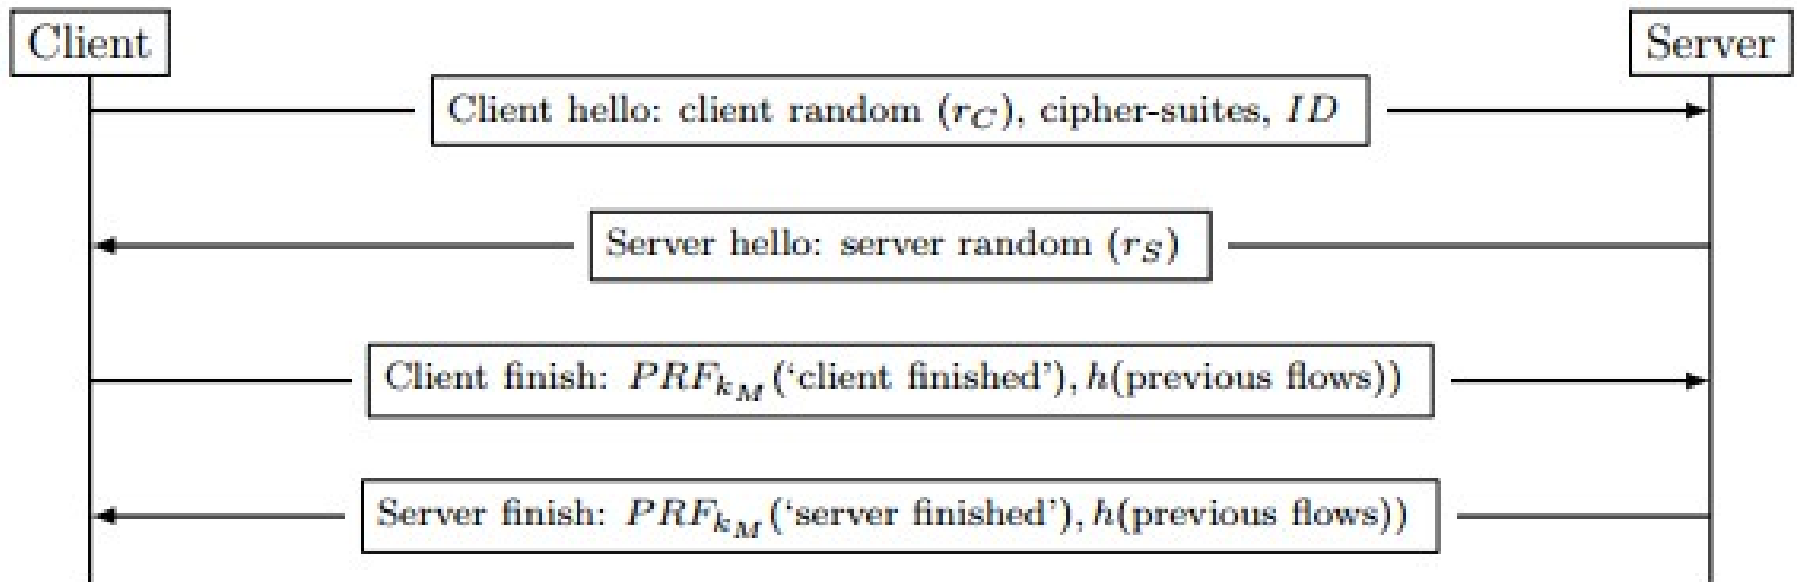 Client
Server
Client hello: client random (r_C), cipher-suites, ID
Server hello: server random (r_S)
Client finish: PRF_{k_M}(‘client finished’), h(previous flows))
Server finish: PRF_{k_M}(‘server finished’), h(previous flows))